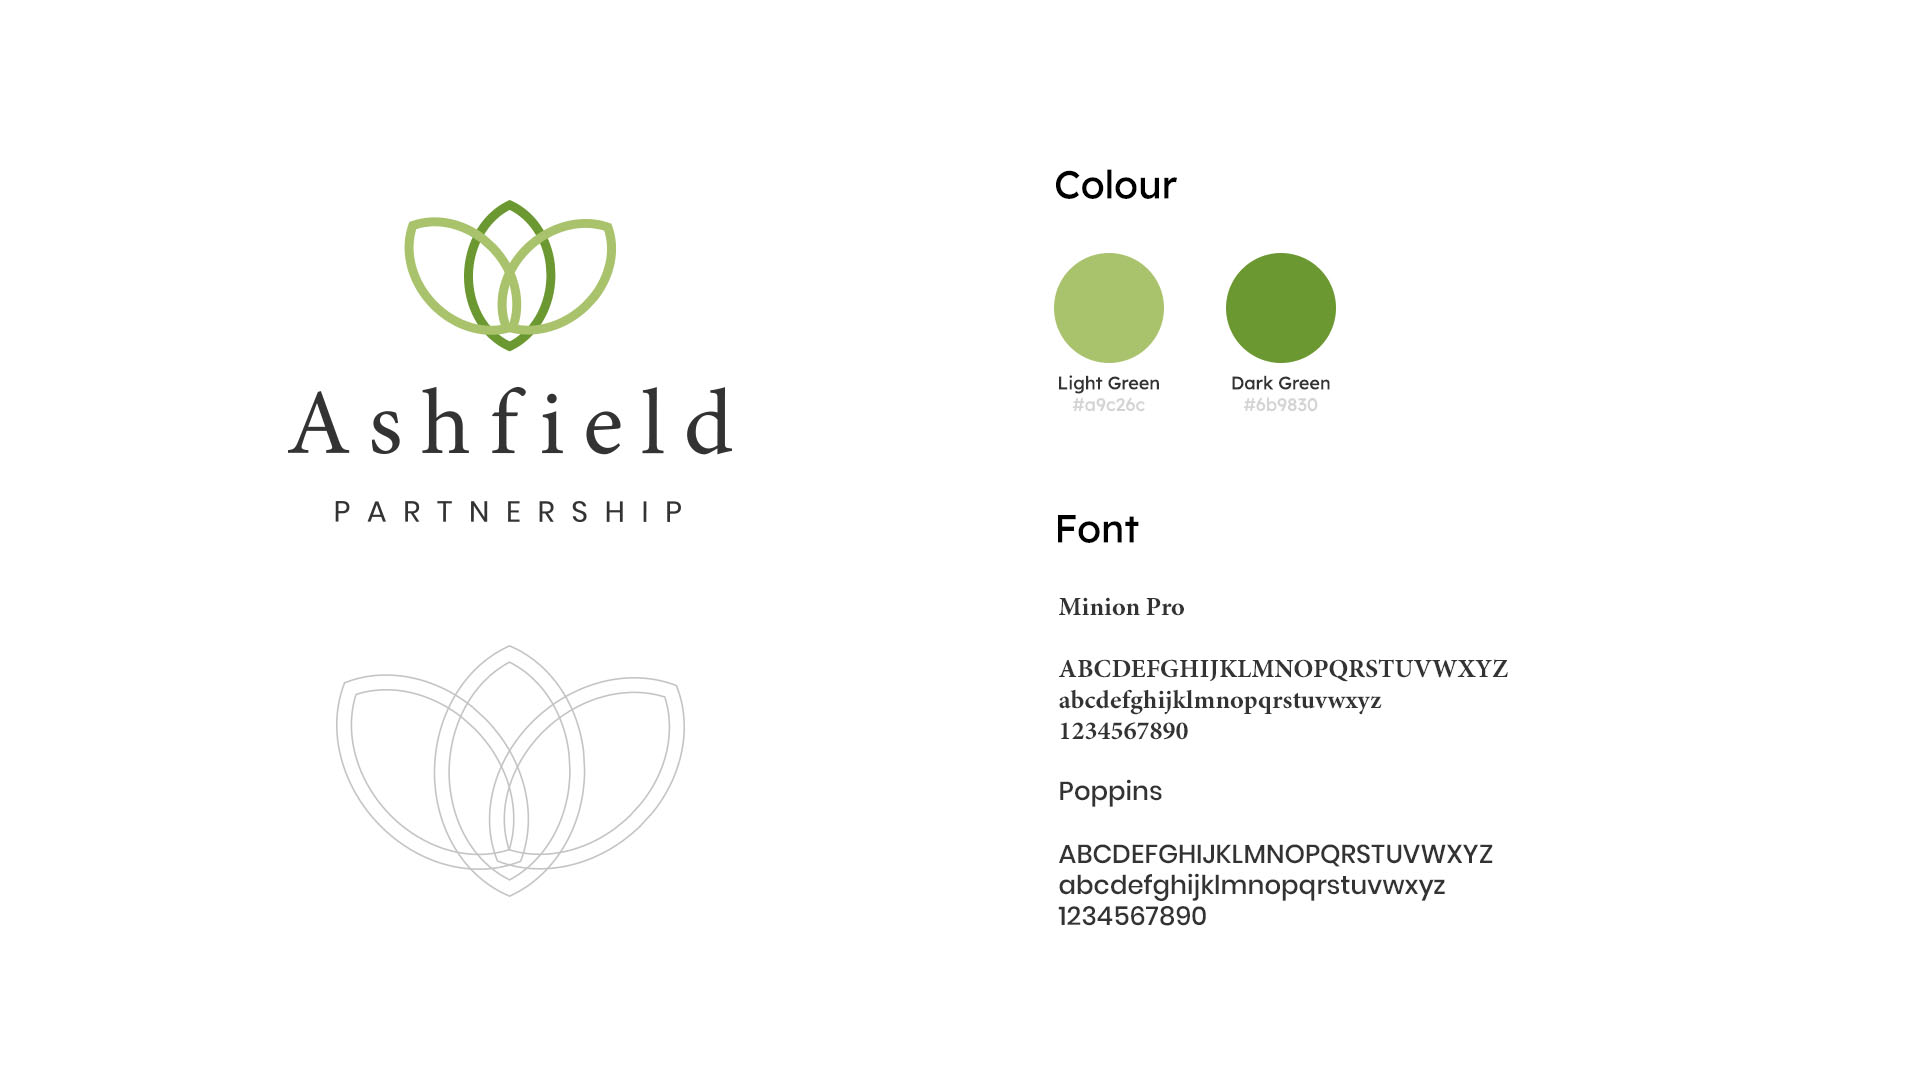 Ashfield
PARTNERSHIP
Colour
Light Green
#a9c26c
Dark Green
#6b9830
Font
Minion Pro
ABCDEFGHIJKLMNOPQRSTUVWXYZ
abcdefghijklmnopqrstuvwxyz
1234567890
Poppins
ABCDEFGHIJKLMNOPQRSTUVWXYZ
abcdefghijklmnopqrstuvwxyz
1234567890